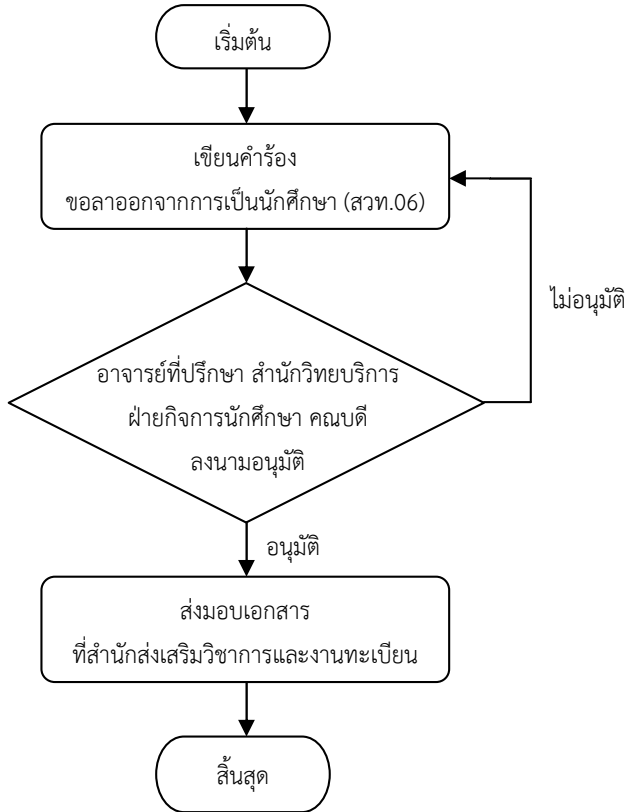 เริ่มต้น
เขียนคำร้อง
ขอลาออกจากการเป็นนักศึกษา (สวท.06)
ไม่อนุมัติ
อาจารย์ที่ปรึกษา สำนักวิทยบริการ
ฝ่ายกิจการนักศึกษา คณบดี
ลงนามอนุมัติ
อนุมัติ
ส่งมอบเอกสาร
ที่สำนักส่งเสริมวิชาการและงานทะเบียน
สิ้นสุด